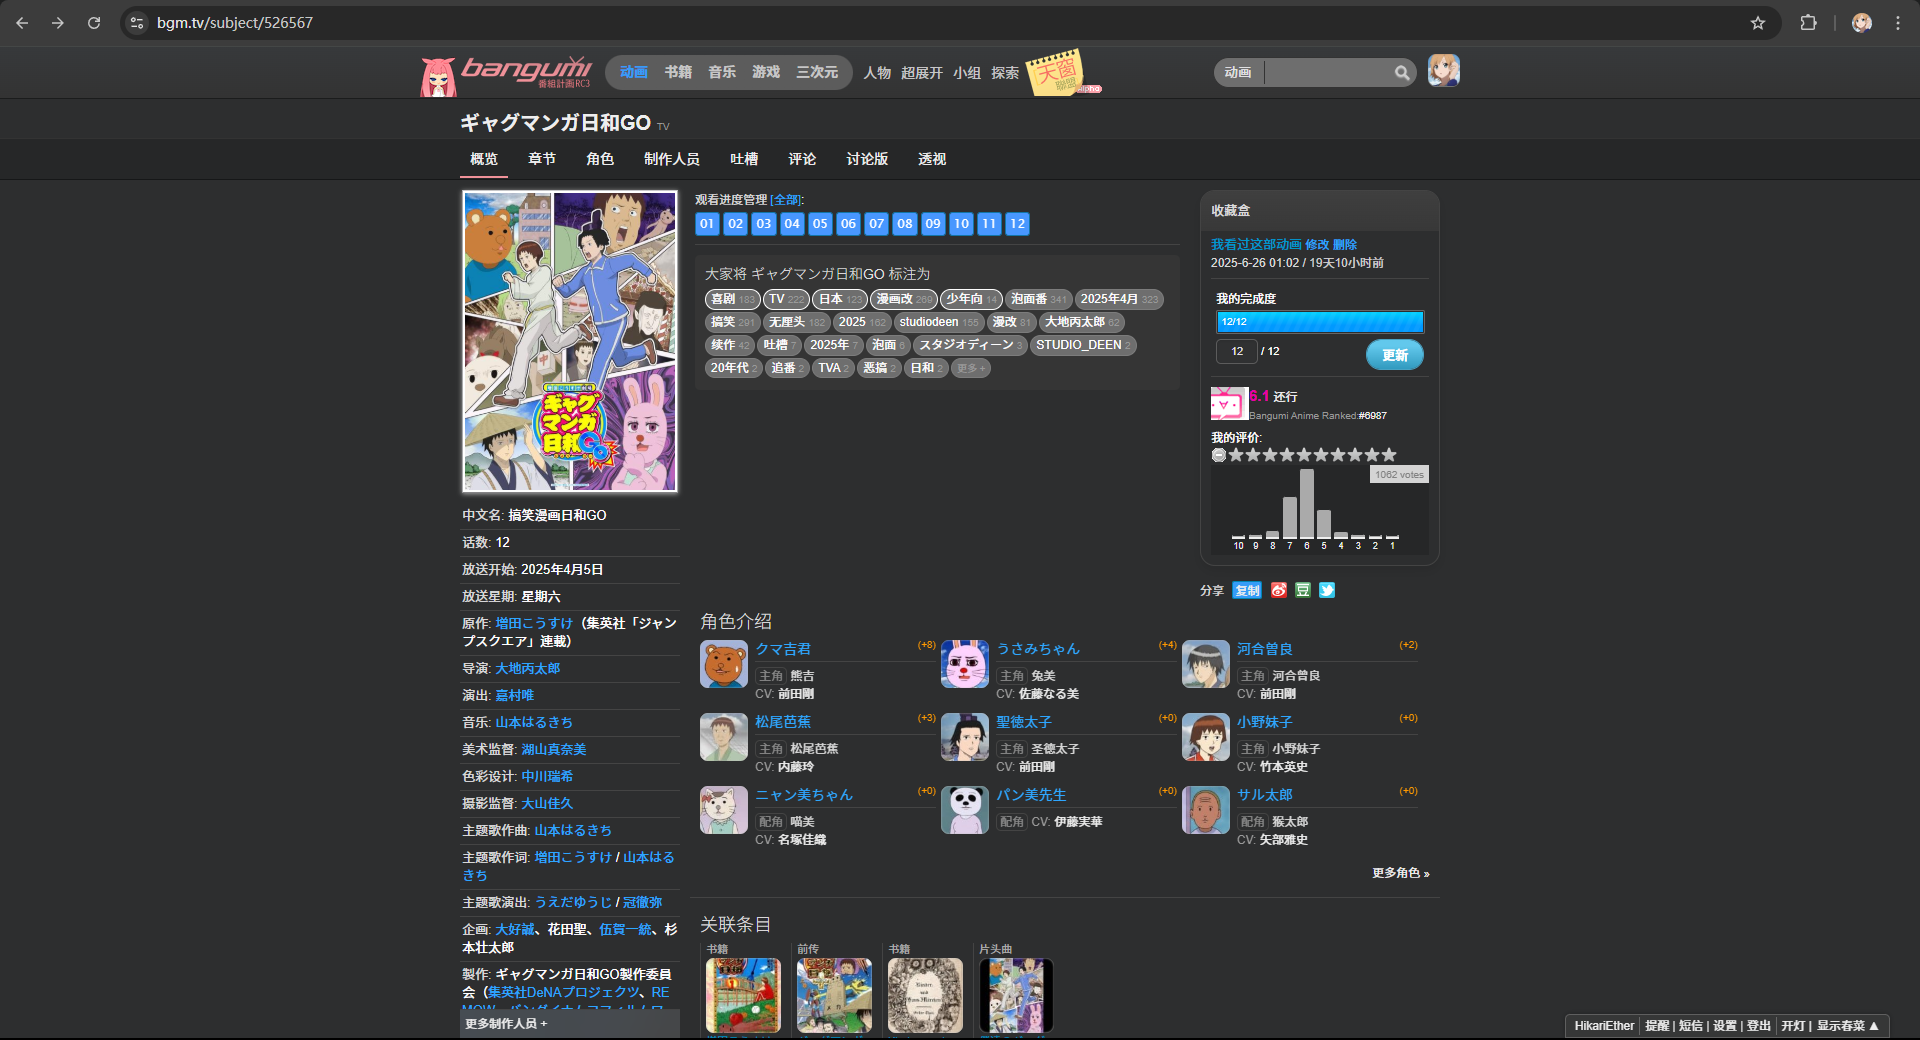 bgm.tv/subject/526567
bangumi
番組計画RC3
动画 书籍 音乐 游戏 三次元
人物 超展开 小组 探索
天窗
聯盟
alpha
动画
ギャグマンガ日和GO TV
概览 章节 角色 制作人员 吐槽 评论 讨论版 透视
ギャグ
マンガ
日和GO
中文名: 搞笑漫画日和GO
话数: 12
放送开始: 2025年4月5日
放送星期: 星期六
原作: 増田こうすけ（集英社「ジャン
プスクエア」連載）
导演: 大地丙太郎
演出: 嘉村唯
音乐: 山本はるきち
美术监督: 湖山真奈美
色彩设计: 中川瑞希
摄影监督: 大山佳久
主题歌作曲: 山本はるきち
主题歌作词: 増田こうすけ / 山本はる
きち
主题歌演出: うえだゆうじ / 冠徹弥
企画: 大好誠、花田聖、伍賀一統、杉
本壮太郎
製作: ギャグマンガ日和GO製作委員
会（集英社DeNAプロジェクツ、RE
更多制作人员 +
观看进度管理 [全部]:
01 02 03 04 05 06 07 08 09 10 11 12
大家将 ギャグマンガ日和GO 标注为
喜剧 183 TV 222 日本 123 漫画改 269 少年向 14 泡面番 341 2025年4月 323
搞笑 291 无厘头 182 2025 162 studiodeen 155 漫改 81 大地丙太郎 62
续作 42 吐槽 7 2025年 7 泡面 6 スタジオディーン 3 STUDIO_DEEN 2
20年代 2 追番 2 TVA 2 恶搞 2 日和 2 更多 +
收藏盒
我看过这部动画 修改 删除
2025-6-26 01:02 / 19天10小时前
我的完成度
12/12
12 / 12
更新
6.1 还行
Bangumi Anime Ranked:#6987
我的评价:
1062 votes
10 9 8 7 6 5 4 3 2 1
分享 复制
豆
角色介绍
クマ吉君 (+8)
主角 熊吉
CV: 前田剛
うさみちゃん (+4)
主角 兔美
CV: 佐藤なる美
河合曽良 (+2)
主角 河合曾良
CV: 前田剛
松尾芭蕉 (+3)
主角 松尾芭蕉
CV: 内藤玲
聖徳太子 (+0)
主角 圣德太子
CV: 前田剛
小野妹子 (+0)
主角 小野妹子
CV: 竹本英史
ニャン美ちゃん (+0)
配角 喵美
CV: 名塚佳織
パン美先生 (+0)
配角 CV: 伊藤実華
サル太郎 (+0)
配角 猴太郎
CV: 矢部雅史
更多角色 »
关联条目
书籍 前传 书籍 片头曲
HikariEther 提醒 | 短信 | 设置 | 登出 开灯 | 显示春菜 ▲